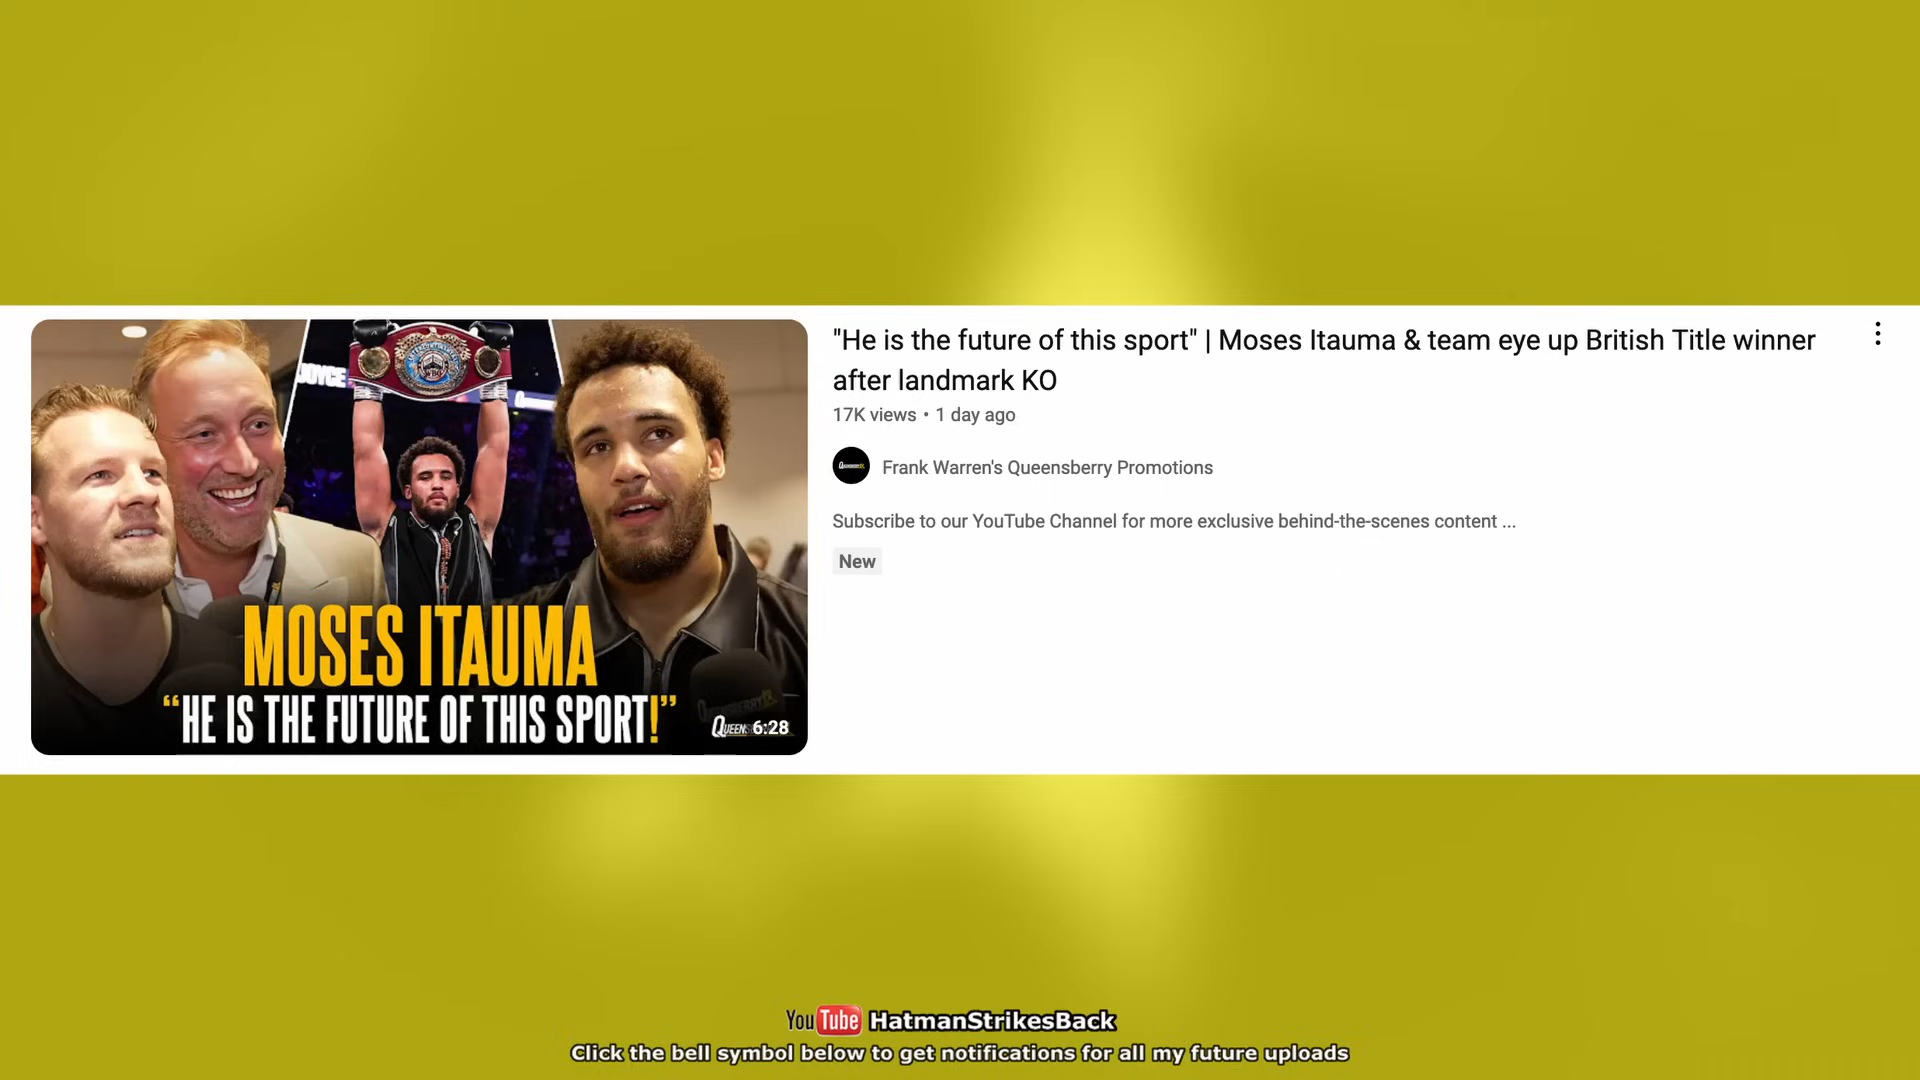 JOYCE
MOSES ITAUMA
“HE IS THE FUTURE OF THIS SPORT!”
6:28
"He is the future of this sport" | Moses Itauma & team eye up British Title winner
after landmark KO
17K views • 1 day ago
Frank Warren's Queensberry Promotions
Subscribe to our YouTube Channel for more exclusive behind-the-scenes content ...
New
YouTube HatmanStrikesBack
Click the bell symbol below to get notifications for all my future uploads